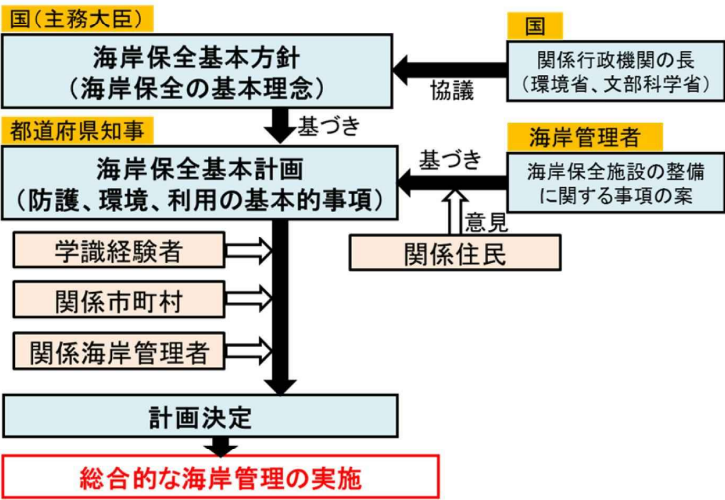 国(主務大臣)
海岸保全基本方針
(海岸保全の基本理念)
国
関係行政機関の長
(環境省、文部科学省)
協議
基づき
都道府県知事
海岸保全基本計画
(防護、環境、利用の基本的事項)
海岸管理者
海岸保全施設の整備
に関する事項の案
基づき
意見
関係住民
学識経験者
関係市町村
関係海岸管理者
計画決定
総合的な海岸管理の実施